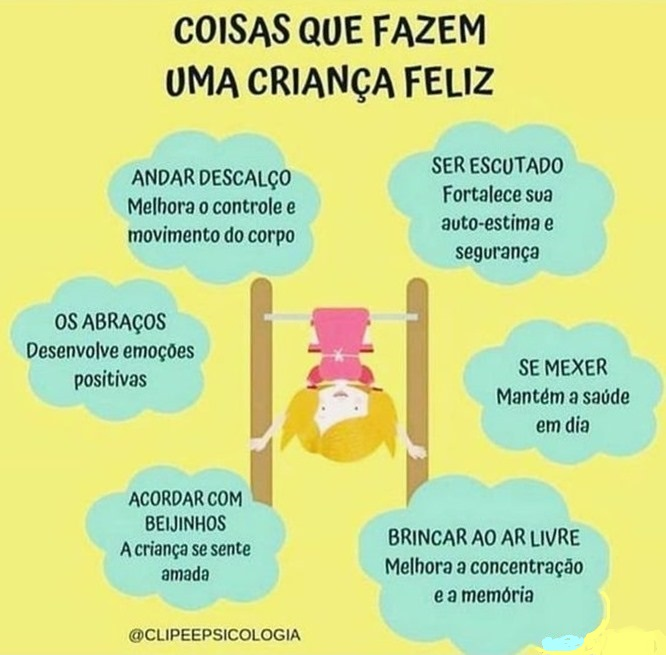 COISAS QUE FAZEM
UMA CRIANÇA FELIZ
ANDAR DESCALÇO
Melhora o controle e
movimento do corpo
SER ESCUTADO
Fortalece sua
auto-estima e
segurança
OS ABRAÇOS
Desenvolve emoções
positivas
SE MEXER
Mantém a saúde
em dia
ACORDAR COM
BEIJINHOS
A criança se sente
amada
BRINCAR AO AR LIVRE
Melhora a concentração
e a memória
@CLIPEEPSICOLOGIA